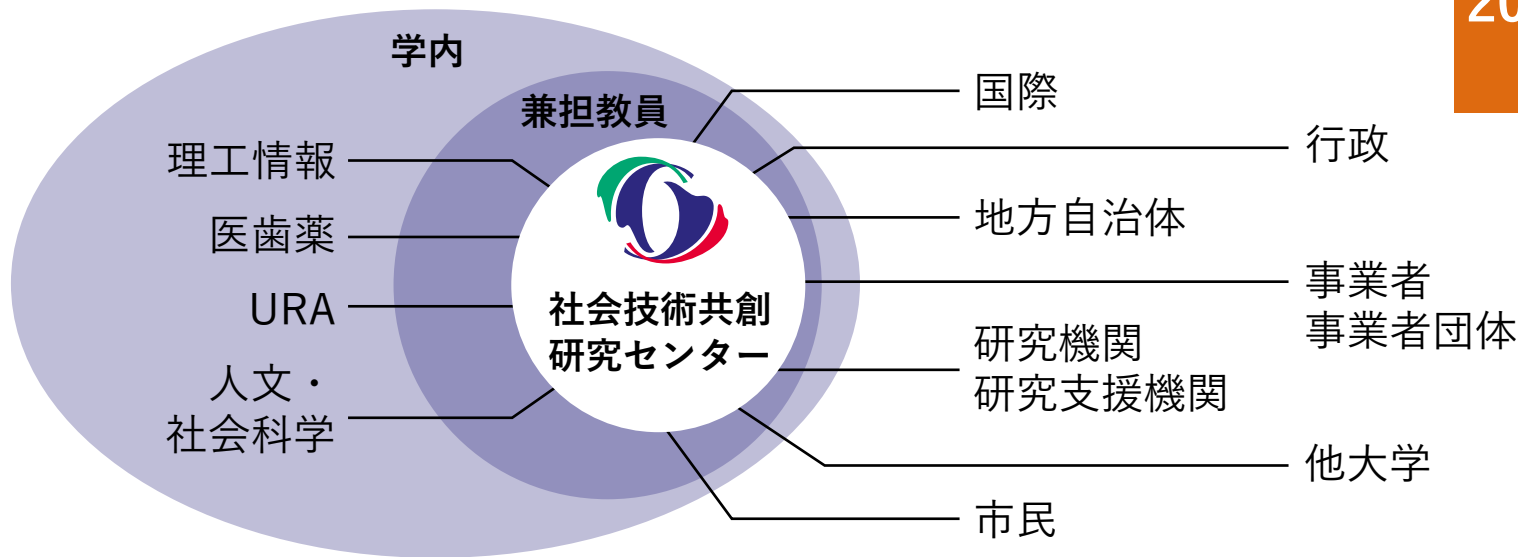 学内
兼担教員
理工情報
医歯薬
URA
人文・
社会科学
社会技術共創
研究センター
国際
行政
地方自治体
事業者
事業者団体
研究機関
研究支援機関
他大学
市民